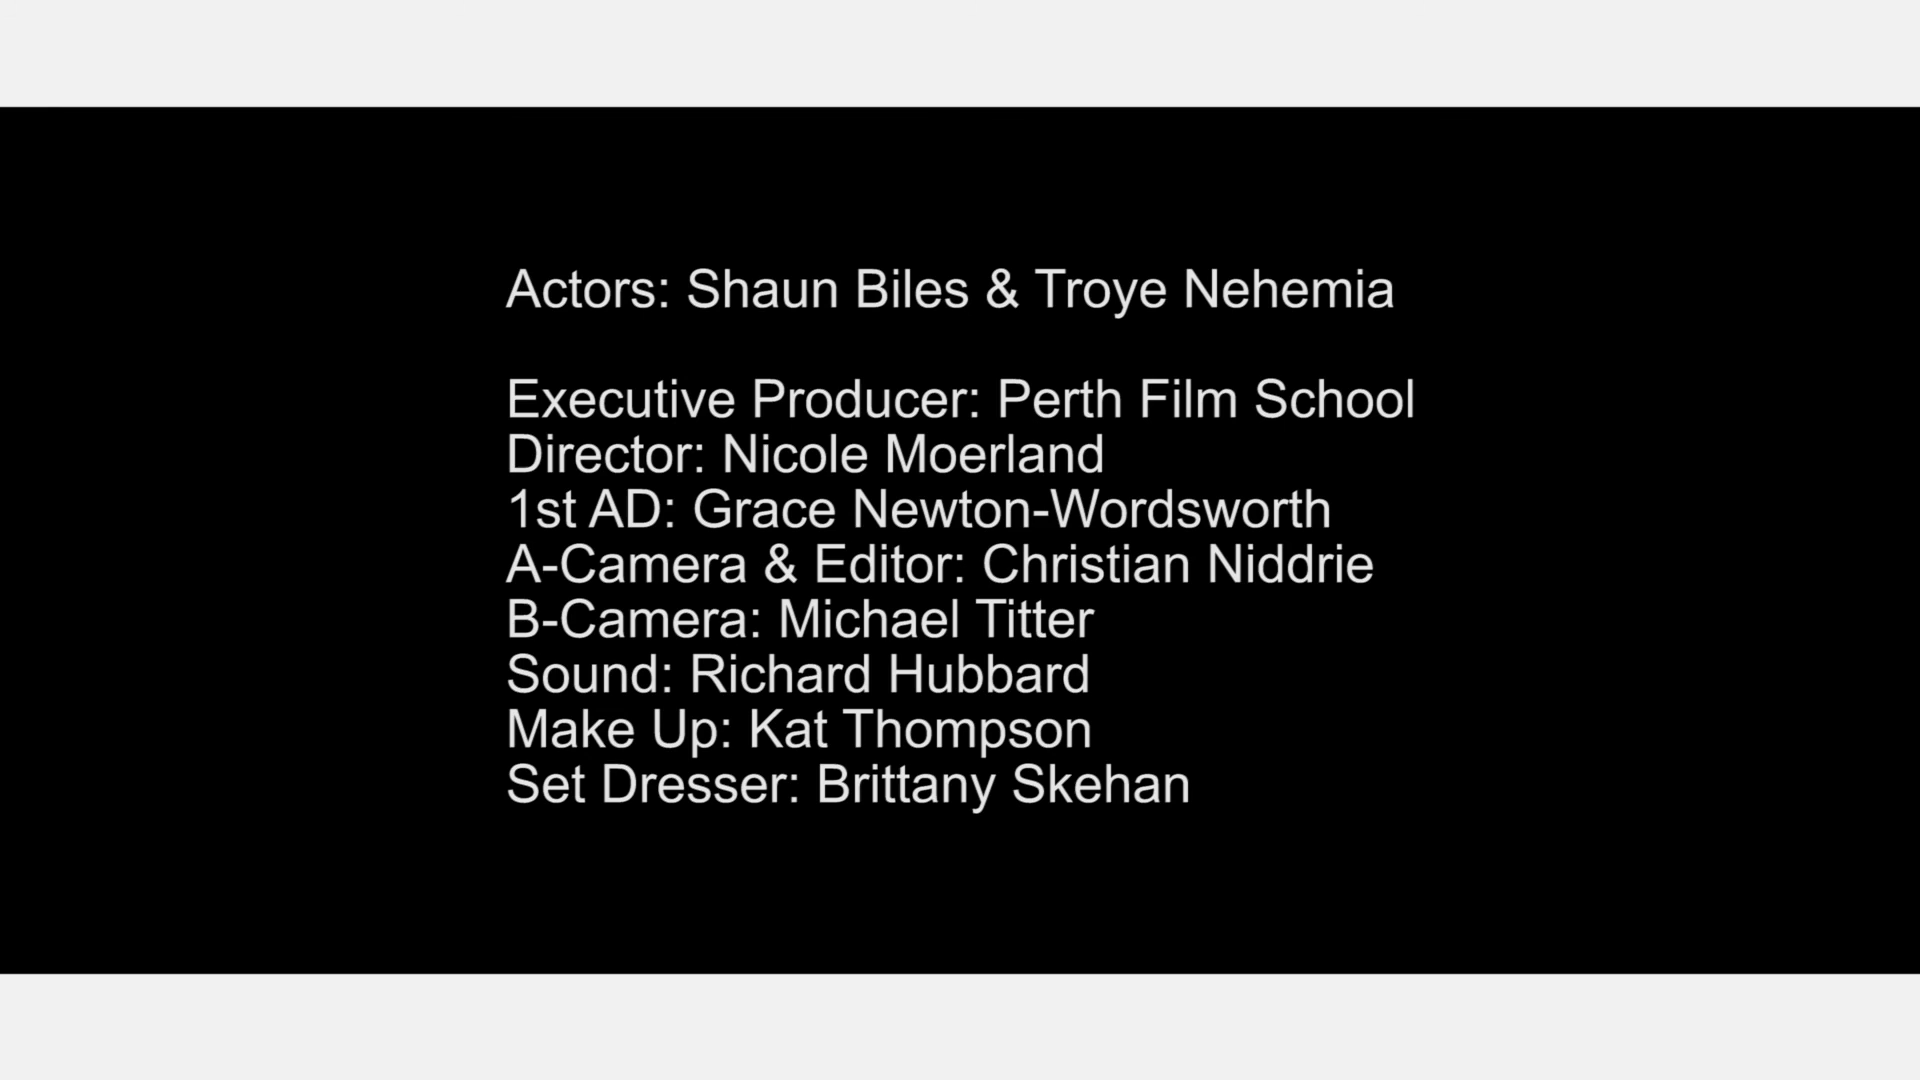 Actors: Shaun Biles & Troye Nehemia
Executive Producer: Perth Film School
Director: Nicole Moerland
1st AD: Grace Newton-Wordsworth
A-Camera & Editor: Christian Niddrie
B-Camera: Michael Titter
Sound: Richard Hubbard
Make Up: Kat Thompson
Set Dresser: Brittany Skehan